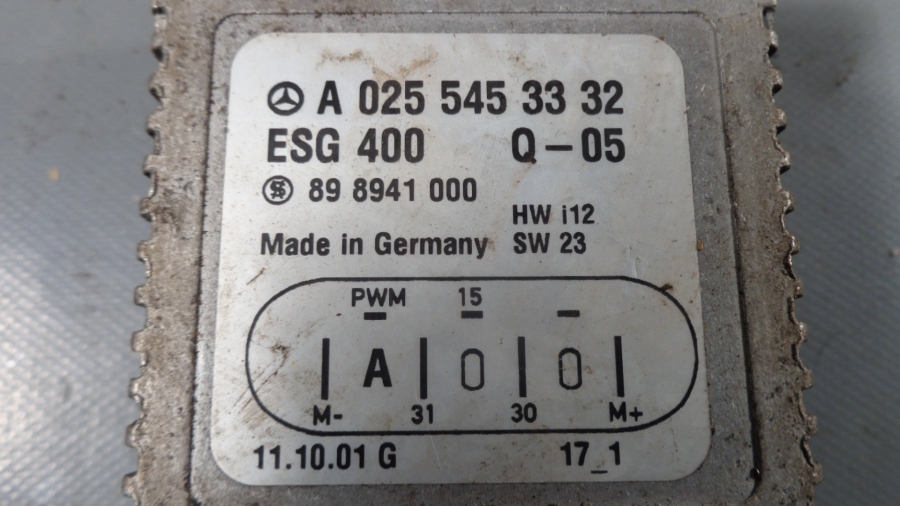 A 025 545 33 32
ESG 400 Q-05
89 8941 000
HW i12
Made in Germany SW 23
PWM 15
A 0 0
M- 31 30 M+
11.10.01 G 17_1